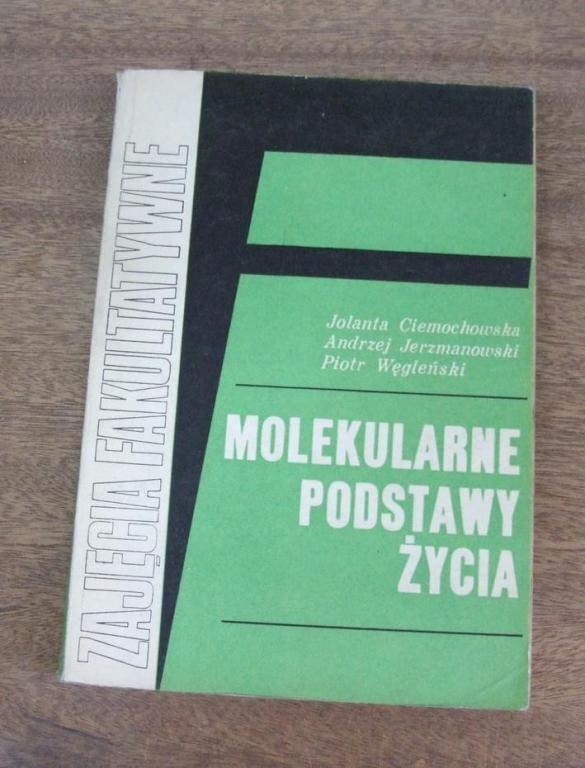 ZAJĘCIA FAKULTATYWNE
Jolanta Ciemochowska
Andrzej Jerzmanowski
Piotr Węgleński
MOLEKULARNE
PODSTAWY
ŻYCIA